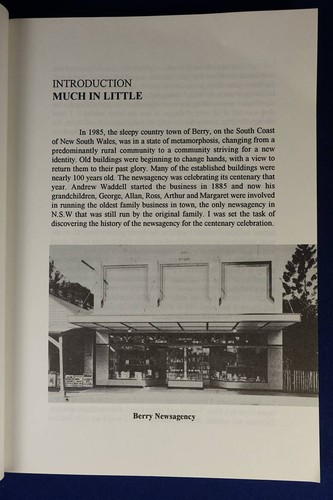 INTRODUCTION
MUCH IN LITTLE
In 1985, the sleepy country town of Berry, on the South Coast
of New South Wales, was in a state of metamorphosis, changing from a
predominantly rural community to a community striving for a new
identity. Old buildings were beginning to change hands, with a view to
return them to their past glory. Many of the established buildings were
nearly 100 years old. The newsagency was celebrating its centenary that
year. Andrew Waddell started the business in 1885 and now his
grandchildren, George, Allan, Ross, Arthur and Margaret were involved
in running the oldest family business in town, the only newsagency in
N.S.W that was still run by the original family. I was set the task of
discovering the history of the newsagency for the centenary celebration.
Berry Newsagency